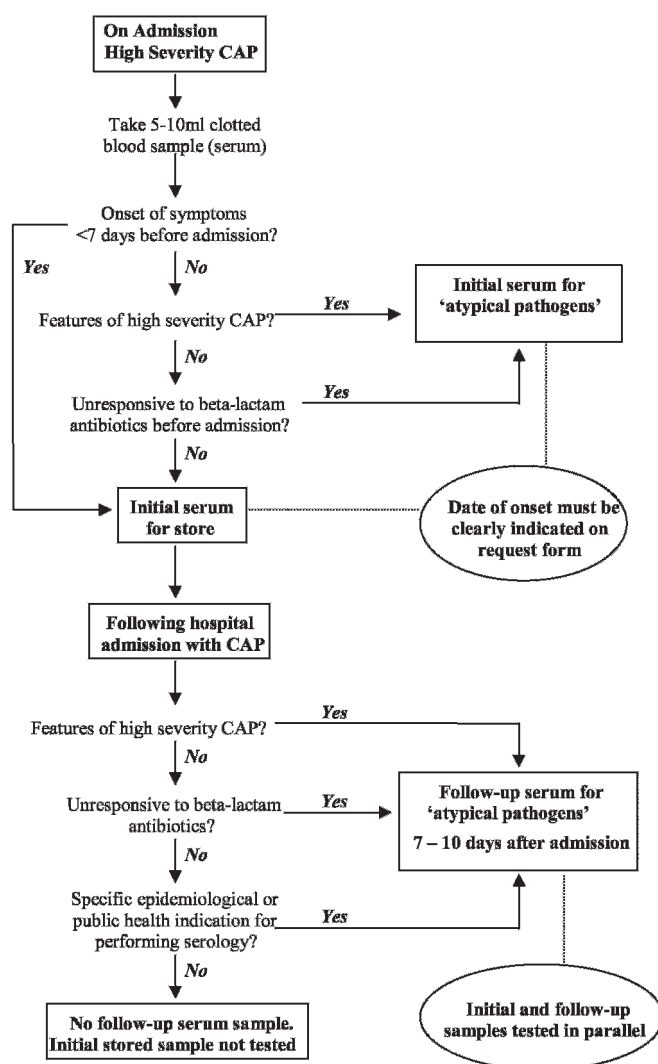 On Admission
High Severity CAP
Take 5-10ml clotted
blood sample (serum)
Onset of symptoms
<7 days before admission?
Yes
No
Initial serum for
‘atypical pathogens’
Features of high severity CAP?
Yes
No
Unresponsive to beta-lactam
antibiotics before admission?
Yes
No
Initial serum
for store
Date of onset must be
clearly indicated on
request form
Following hospital
admission with CAP
Features of high severity CAP?
Yes
No
Unresponsive to beta-lactam
antibiotics?
Yes
Follow-up serum for
‘atypical pathogens’
7 – 10 days after admission
No
Specific epidemiological or
public health indication for
performing serology?
Yes
No
No follow-up serum sample.
Initial stored sample not tested
Initial and follow-up
samples tested in parallel